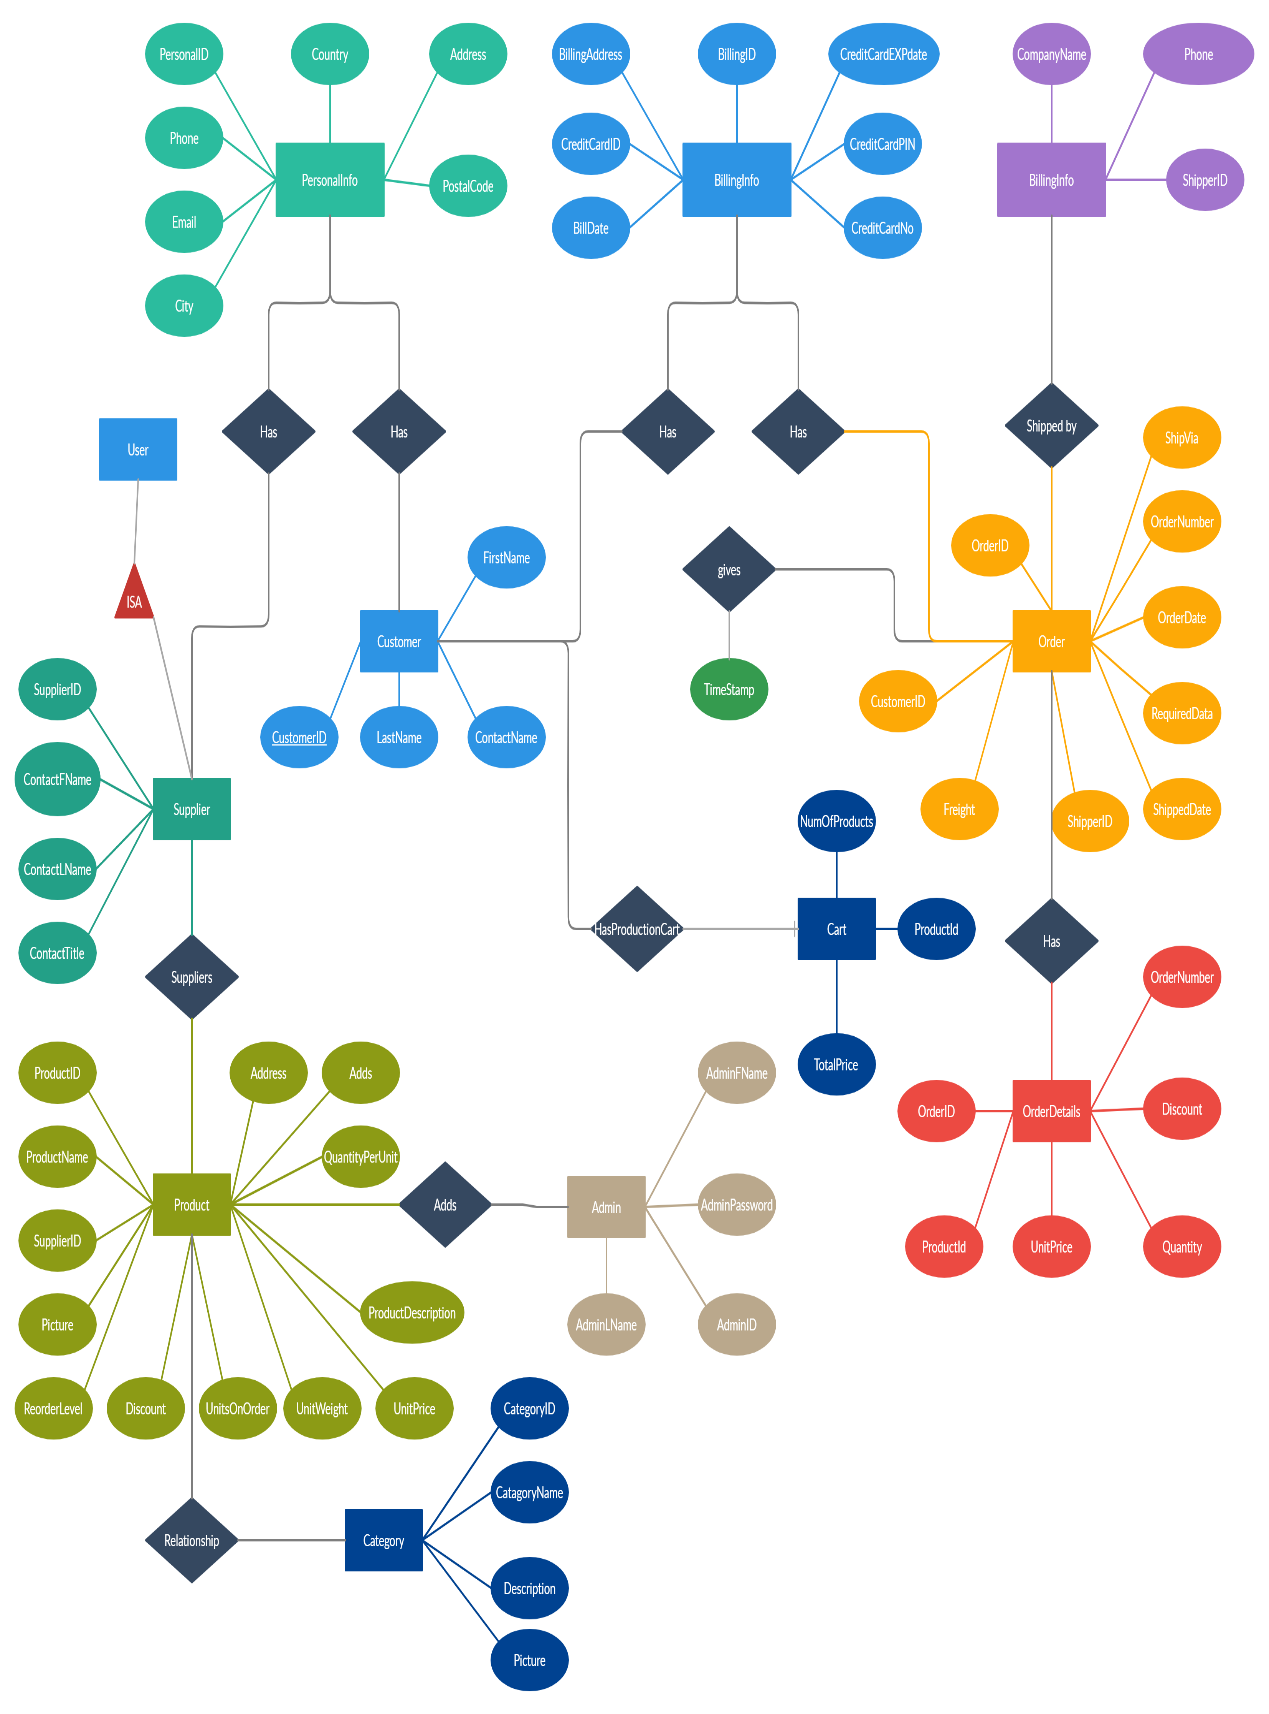 PersonalID
Country
Address
BillingAddress
BillingID
CreditCardEXPdate
CompanyName
Phone
Phone
CreditCardID
CreditCardPIN
PersonalInfo
PostalCode
BillingInfo
BillingInfo
ShipperID
Email
BillDate
CreditCardNo
City
Has
Has
Has
Has
Shipped by
ShipVia
User
OrderNumber
OrderID
FirstName
gives
ISA
OrderDate
Customer
Order
SupplierID
TimeStamp
CustomerID
RequiredData
CustomerID
LastName
ContactName
ContactFName
Supplier
NumOfProducts
Freight
ShipperID
ShippedDate
ContactLName
HasProductionCart
Cart
ProductId
Has
ContactTitle
Suppliers
OrderNumber
TotalPrice
ProductID
Address
Adds
AdminFName
OrderID
OrderDetails
Discount
ProductName
QuantityPerUnit
Product
Adds
Admin
AdminPassword
SupplierID
ProductId
UnitPrice
Quantity
ProductDescription
Picture
AdminLName
AdminID
ReorderLevel
Discount
UnitsOnOrder
UnitWeight
UnitPrice
CategoryID
CatagoryName
Relationship
Category
Description
Picture